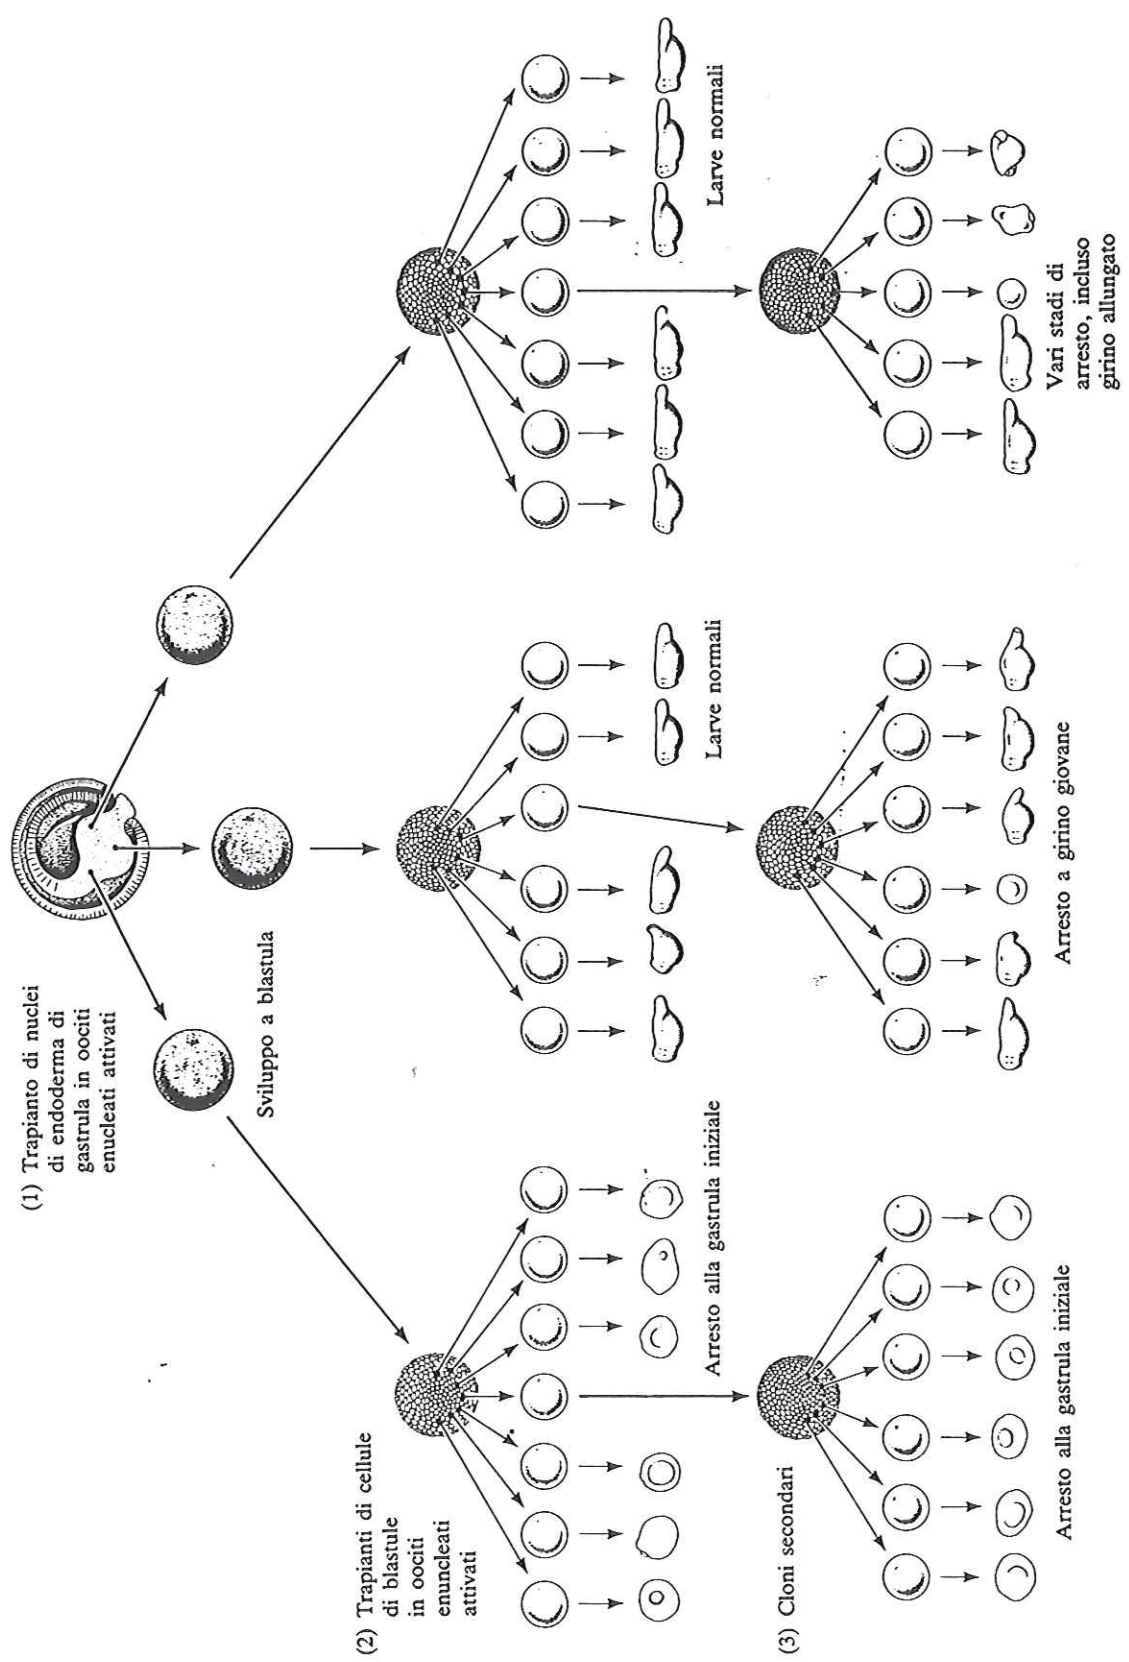 (1) Trapianto di nuclei
di endoderma di
gastrula in oociti
enucleati attivati
Sviluppo a blastula
(2) Trapianti di cellule
di blastule
in oociti
enuncleati
attivati
Arresto alla gastrula iniziale
Larve normali
Larve normali
(3) Cloni secondari
Arresto alla gastrula iniziale
Arresto a girino giovane
Vari stadi di
arresto, incluso
girino allungato